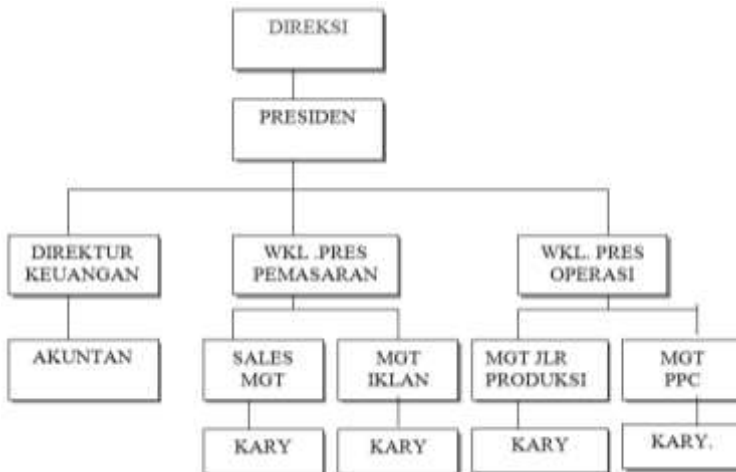 DIREKSI
PRESIDEN
DIREKTUR
KEUANGAN
WKL .PRES
PEMASARAN
WKL. PRES
OPERASI
AKUNTAN
SALES
MGT
MGT
IKLAN
MGT JLR
PRODUKSI
MGT
PPC
KARY
KARY
KARY
KARY.